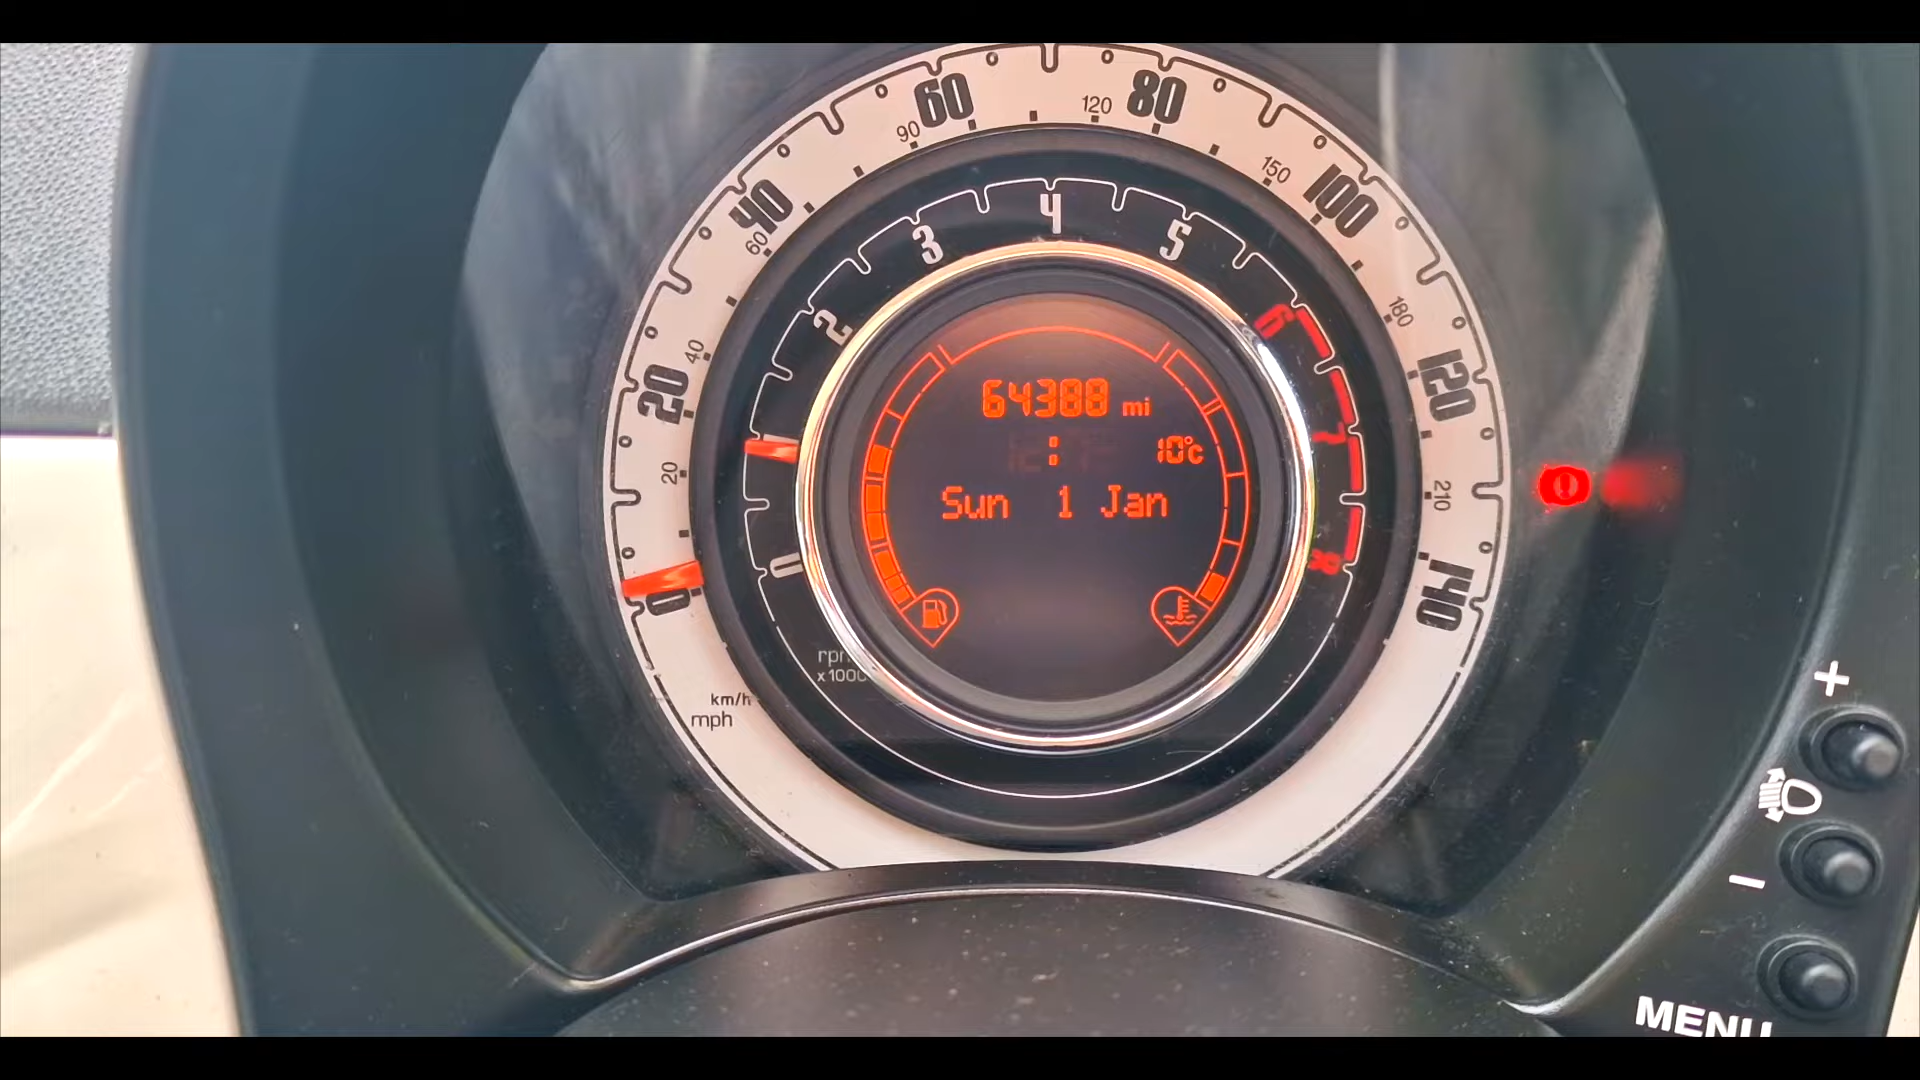 0 20 40 60 80 100 120 140
20 40 60 90 120 150 180 210
0 2 3 4 5 6 7 8
64388 mi
:
10°C
Sun 1 Jan
km/h
mph
+
-
MENU